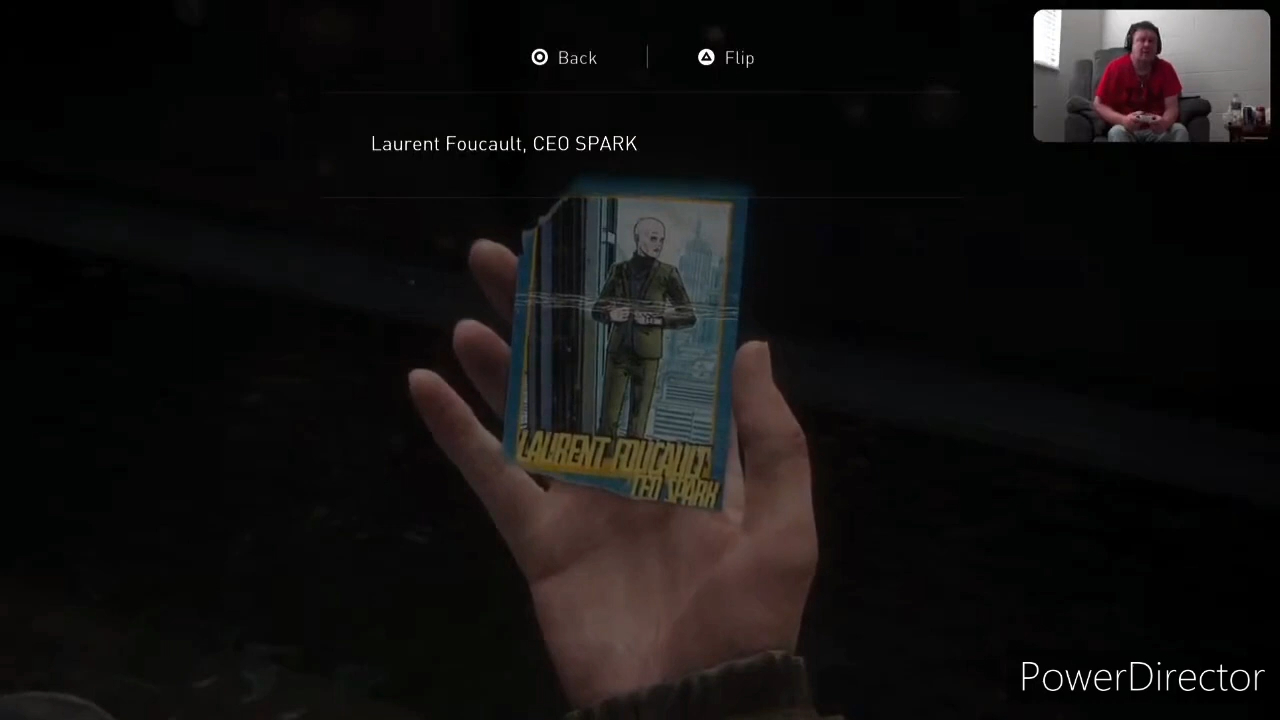 Back
Flip
Laurent Foucault, CEO SPARK
LAURENT FOUCAULT,
CEO SPARK
PowerDirector